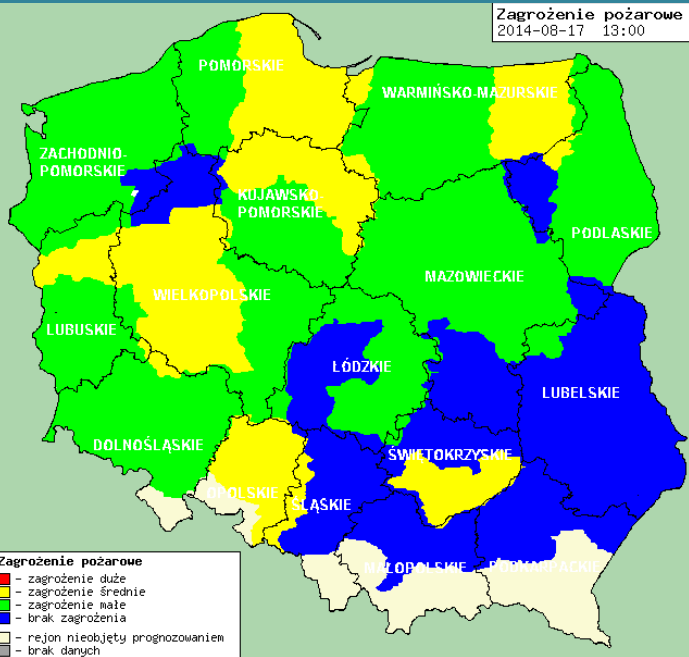 Zagrożenie pożarowe
2014-08-17 13:00
POMORSKIE
WARMIŃSKO-MAZURSKIE
ZACHODNIO-
POMORSKIE
KUJAWSKO-
POMORSKIE
PODLASKIE
MAZOWIECKIE
WIELKOPOLSKIE
LUBUSKIE
ŁÓDZKIE
LUBELSKIE
DOLNOŚLĄSKIE
ŚWIĘTOKRZYSKIE
OPOLSKIE
ŚLĄSKIE
MAŁOPOLSKIE
PODKARPACKIE
Zagrożenie pożarowe
- zagrożenie duże
- zagrożenie średnie
- zagrożenie małe
- brak zagrożenia
- rejon nieobjęty prognozowaniem
- brak danych